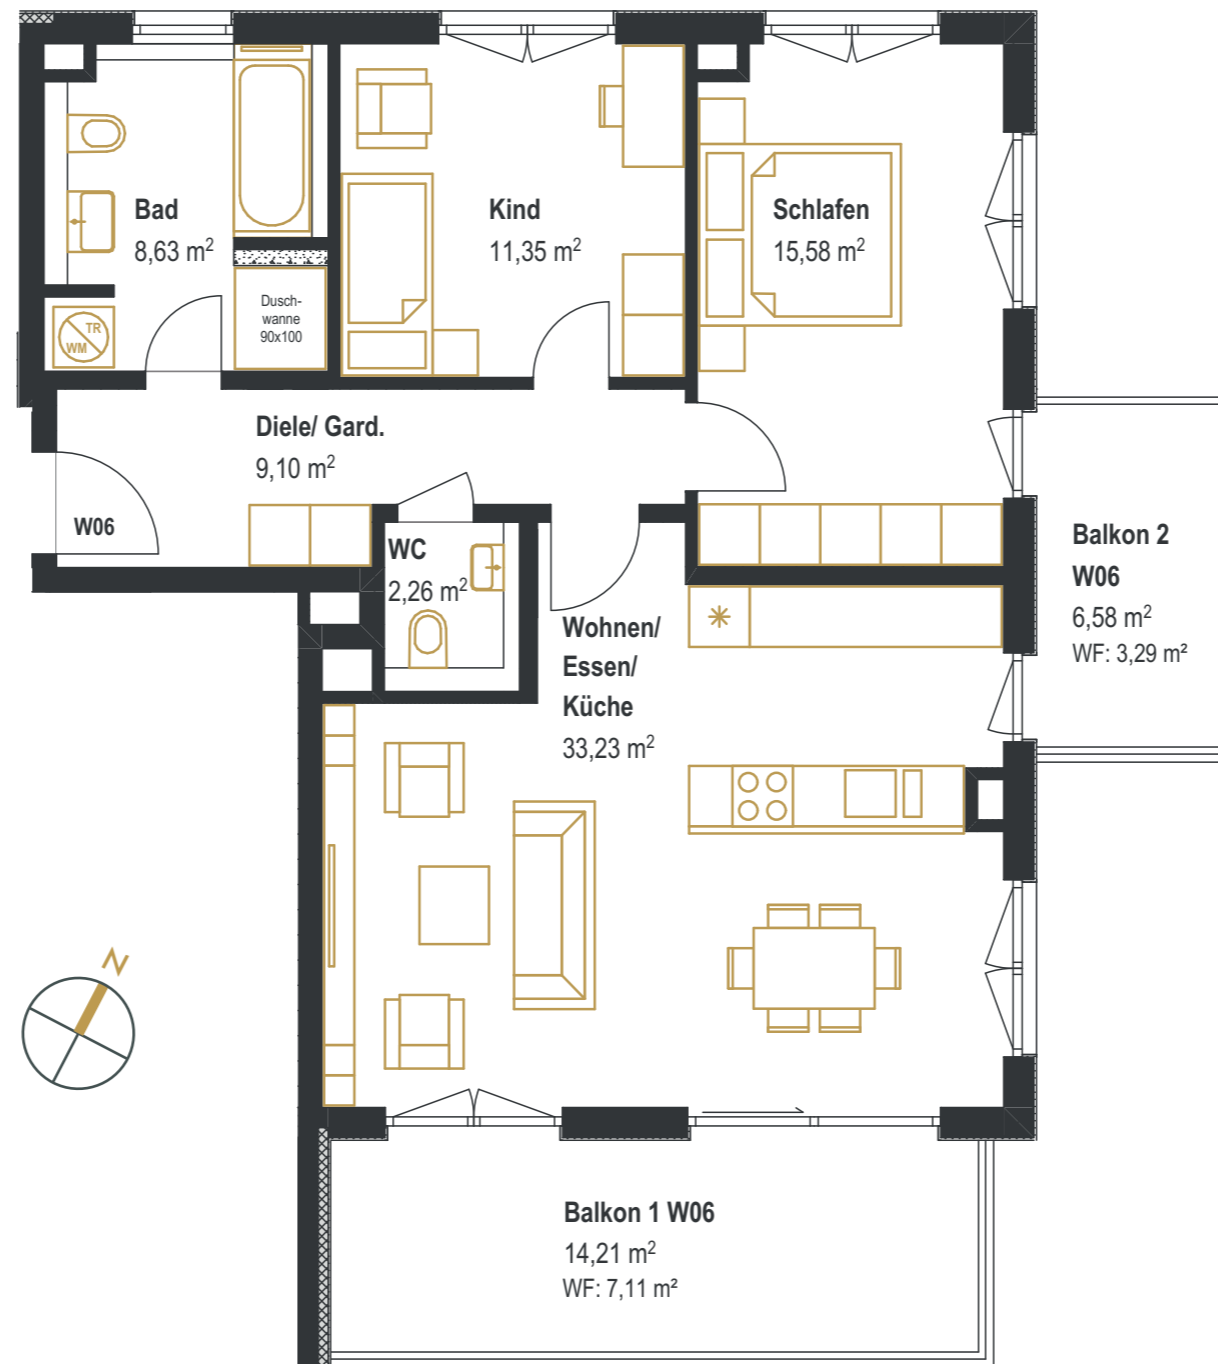 Bad
8,63 m²
Kind
11,35 m²
Schlafen
15,58 m²
Dusch-
wanne
90x100
TR
WM
Diele/ Gard.
9,10 m²
W06
WC
2,26 m²
Balkon 2
W06
6,58 m²
WF: 3,29 m²
Wohnen/
Essen/
Küche
33,23 m²
N
Balkon 1 W06
14,21 m²
WF: 7,11 m²